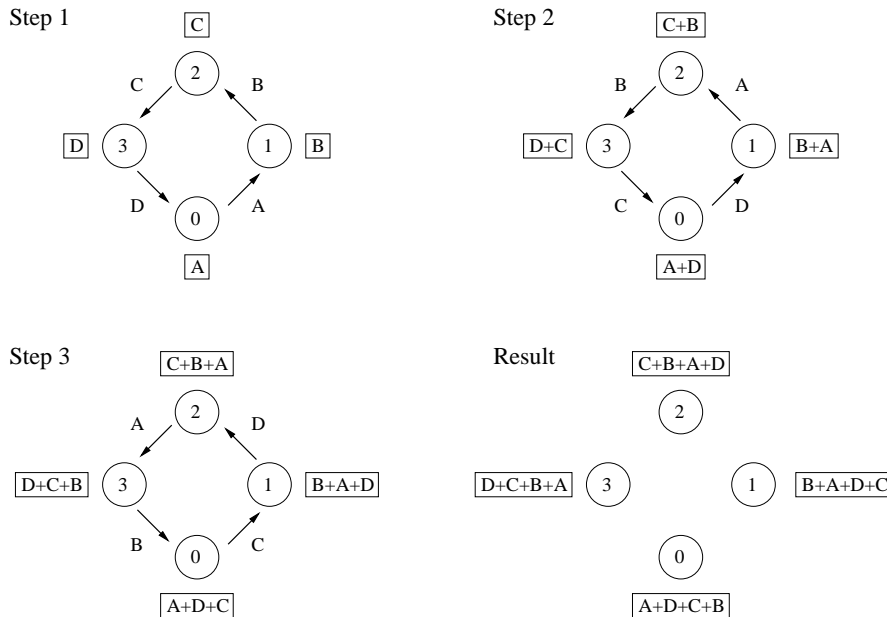 Step 1
C
2
C
B
D
3
1
B
D
A
0
A
Step 2
C+B
2
B
A
D+C
3
1
B+A
C
D
0
A+D
Step 3
C+B+A
2
A
D
D+C+B
3
1
B+A+D
B
C
0
A+D+C
Result
C+B+A+D
2
D+C+B+A
3
1
B+A+D+C
0
A+D+C+B